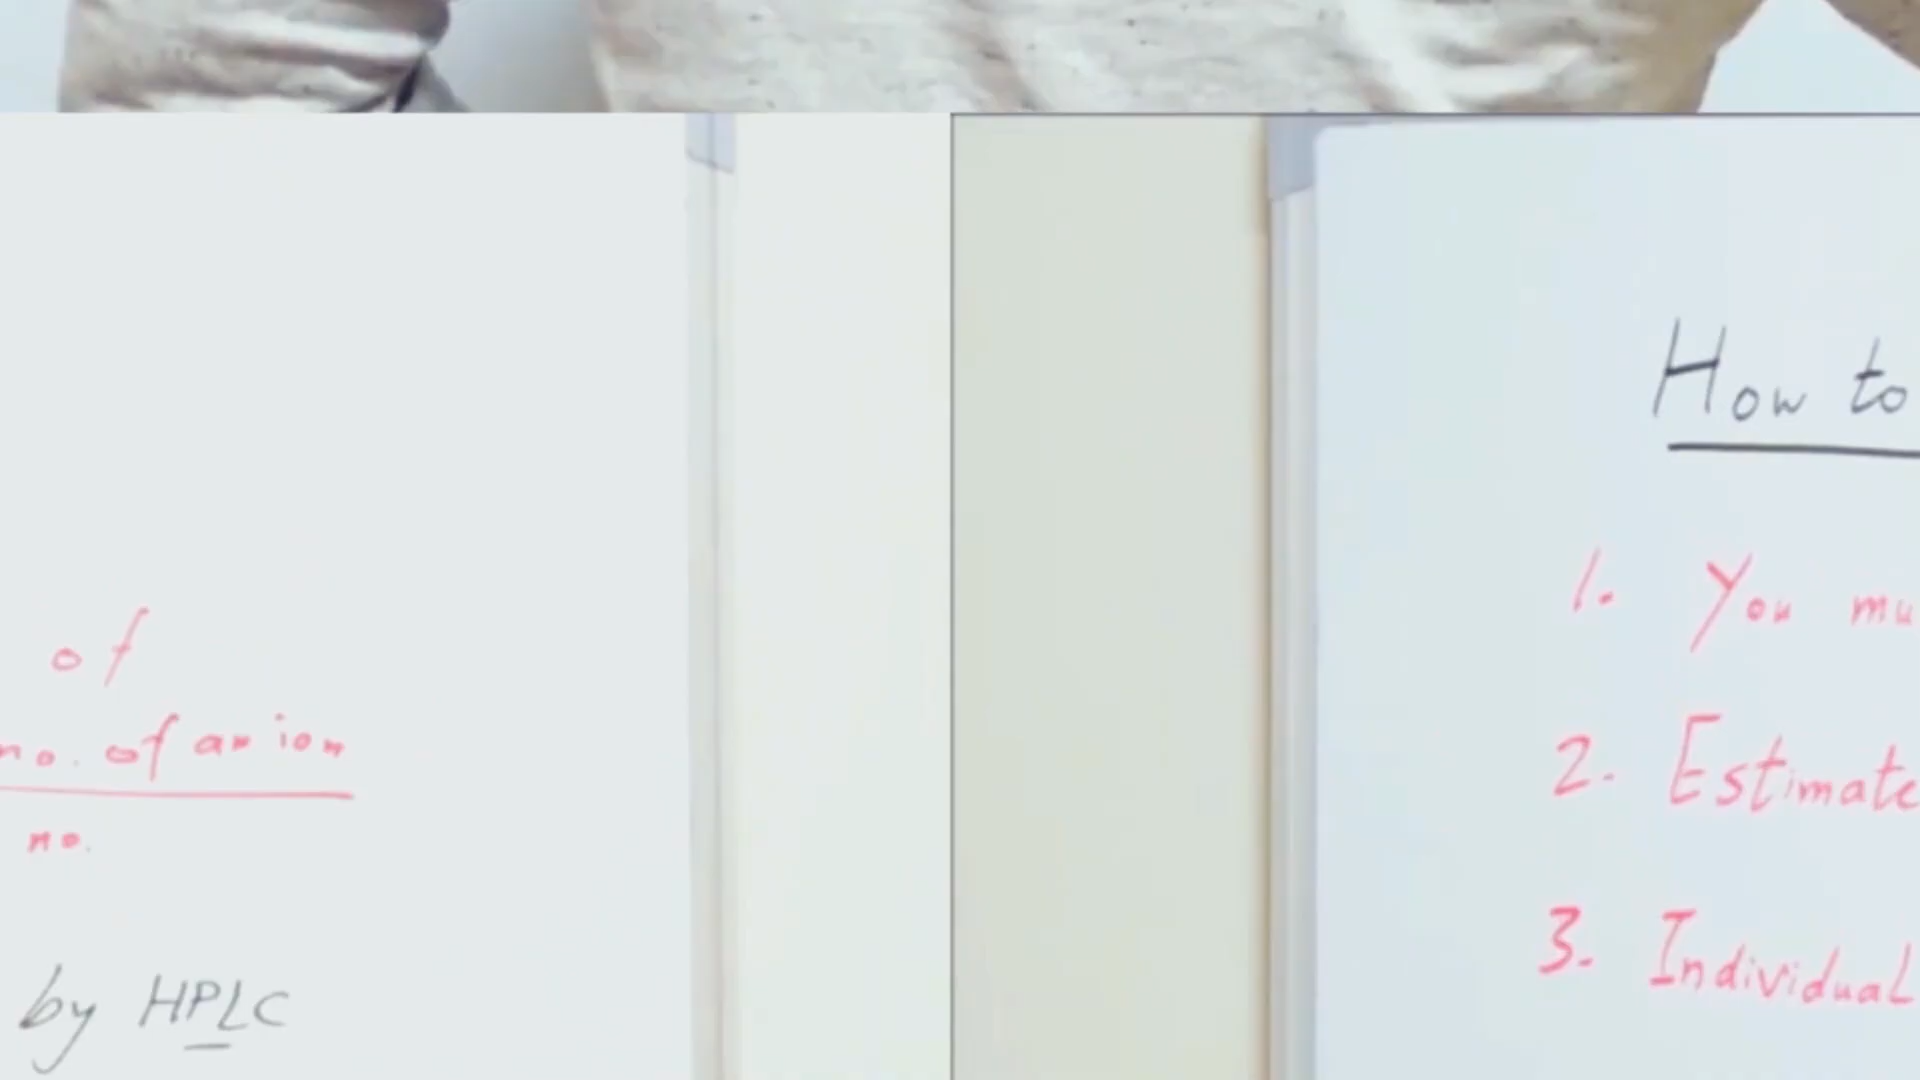 of
no. of anion
no.
by HPLC
How to
1. You mu
2. Estimate
3. Individual